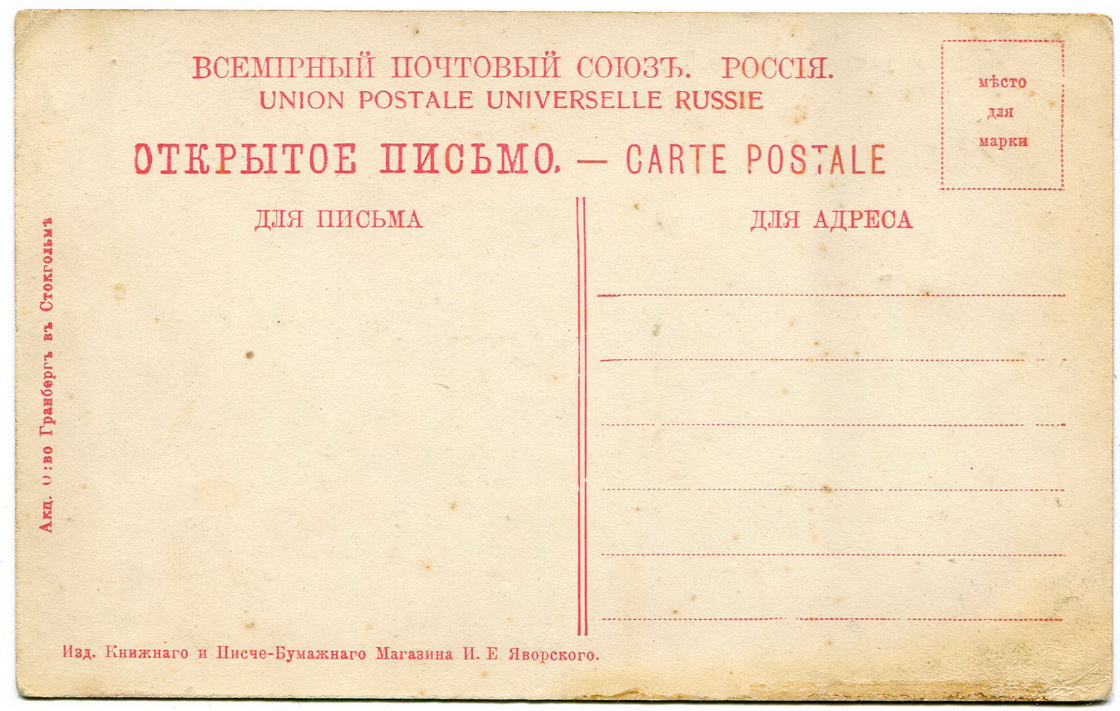 ВСЕМІРНЫЙ ПОЧТОВЫЙ СОЮЗЪ. РОССІЯ.
UNION POSTALE UNIVERSELLE RUSSIE
ОТКРЫТОЕ ПИСЬМО. — CARTE POSTALE
мѣсто
для
марки
ДЛЯ ПИСЬМА
ДЛЯ АДРЕСА
Акц. О:во Гранбергъ въ Стокгольмѣ
Изд. Книжнаго и Писче-Бумажнаго Магазина И. Е Яворского.